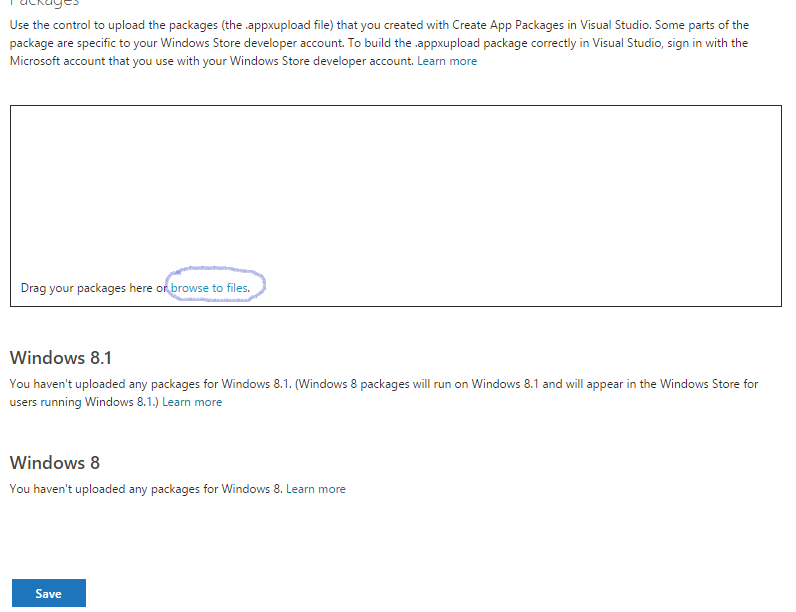 Packages
Use the control to upload the packages (the .appxupload file) that you created with Create App Packages in Visual Studio. Some parts of the
package are specific to your Windows Store developer account. To build the .appxupload package correctly in Visual Studio, sign in with the
Microsoft account that you use with your Windows Store developer account. Learn more
Drag your packages here or browse to files.
Windows 8.1
You haven't uploaded any packages for Windows 8.1. (Windows 8 packages will run on Windows 8.1 and will appear in the Windows Store for
users running Windows 8.1.) Learn more
Windows 8
You haven't uploaded any packages for Windows 8. Learn more
Save